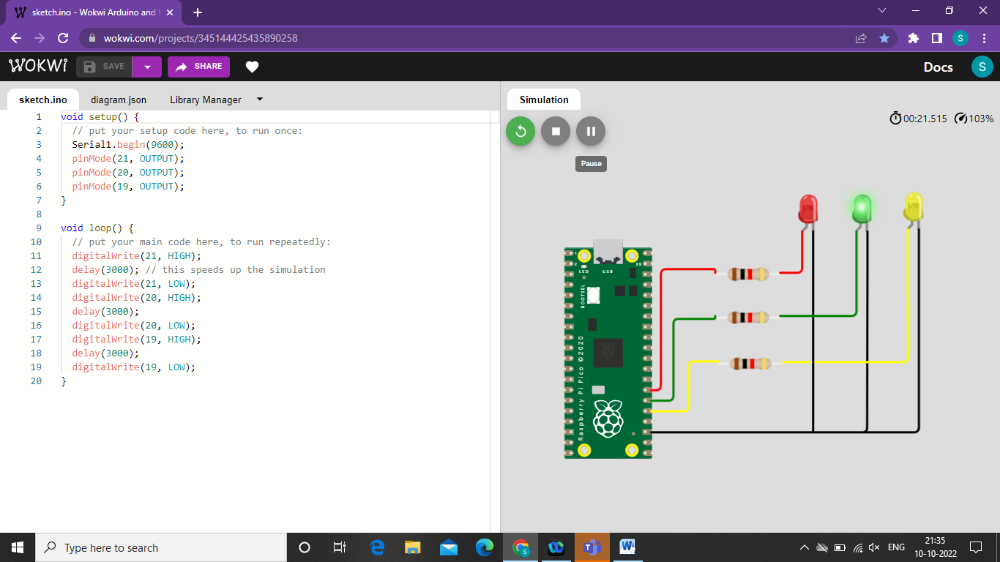 sketch.ino - Wokwi Arduino and
wokwi.com/projects/345144425435890258
S
WOKWI
SAVE
SHARE
Docs
S
sketch.ino
diagram.json
Library Manager
1 void setup() {
2 // put your setup code here, to run once:
3 Serial1.begin(9600);
4 pinMode(21, OUTPUT);
5 pinMode(20, OUTPUT);
6 pinMode(19, OUTPUT);
7 }
8
9 void loop() {
10 // put your main code here, to run repeatedly:
11 digitalWrite(21, HIGH);
12 delay(3000); // this speeds up the simulation
13 digitalWrite(21, LOW);
14 digitalWrite(20, HIGH);
15 delay(3000);
16 digitalWrite(20, LOW);
17 digitalWrite(19, HIGH);
18 delay(3000);
19 digitalWrite(19, LOW);
20 }
Simulation
00:21.515 103%
Pause
1
2
39
LED
USB
BOOTSEL
Raspberry Pi Pico ©2020
Type here to search
S
W
ENG
21:35
10-10-2022